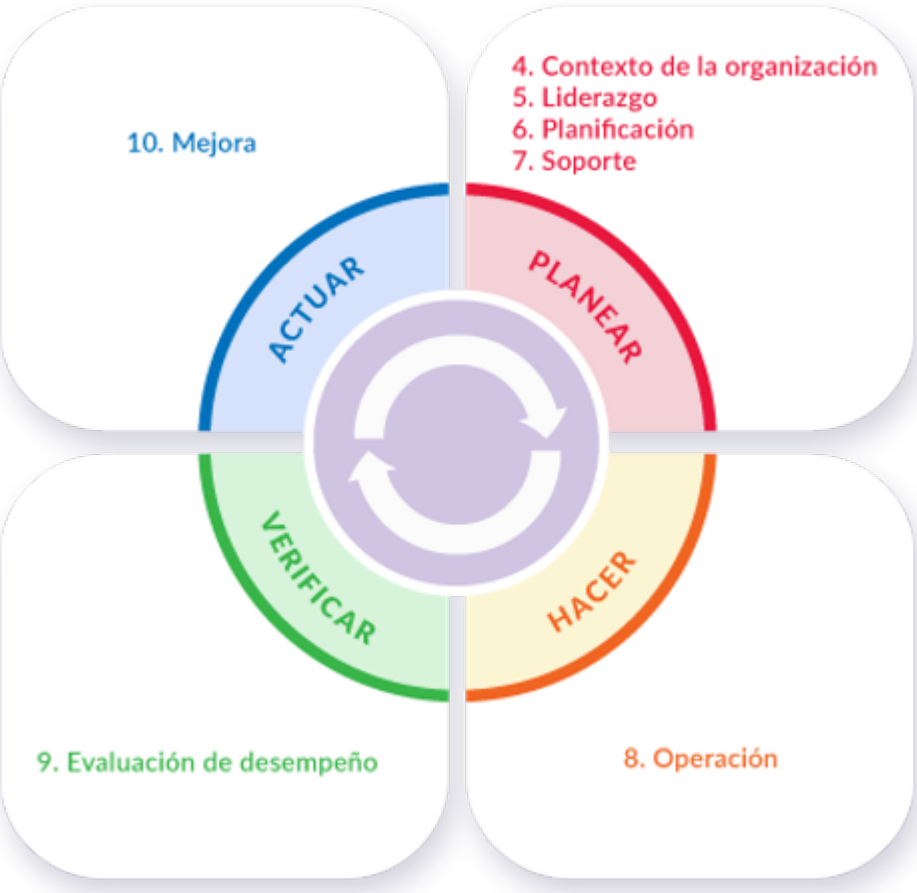 10. Mejora
4. Contexto de la organización
5. Liderazgo
6. Planificación
7. Soporte
ACTUAR
PLANEAR
VERIFICAR
HACER
9. Evaluación de desempeño
8. Operación